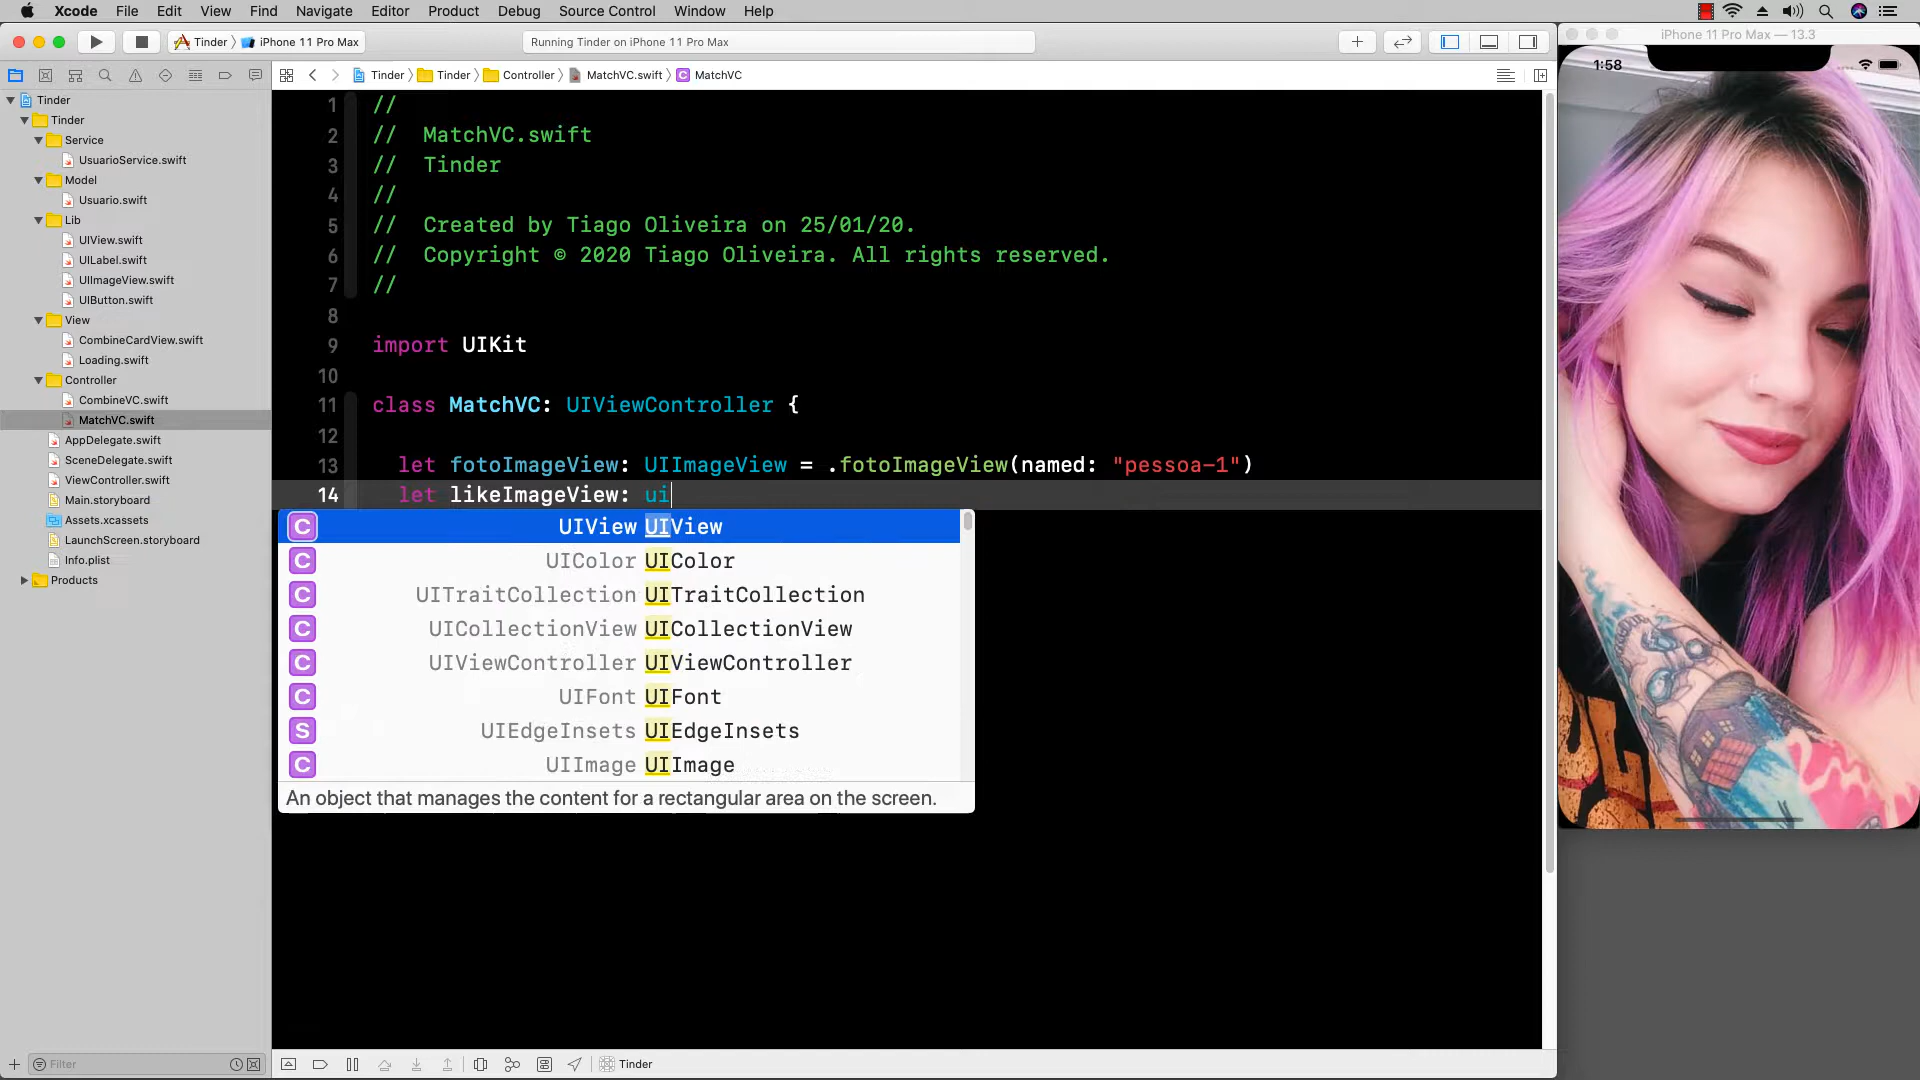 Xcode File Edit View Find Navigate Editor Product Debug Source Control Window Help
Tinder iPhone 11 Pro Max
Running Tinder on iPhone 11 Pro Max
iPhone 11 Pro Max — 13.3
1:58
Tinder Tinder Controller MatchVC.swift C MatchVC
Tinder
Tinder
Service
UsuarioService.swift
Model
Usuario.swift
Lib
UIView.swift
UILabel.swift
UIImageView.swift
UIButton.swift
View
CombineCardView.swift
Loading.swift
Controller
CombineVC.swift
MatchVC.swift
AppDelegate.swift
SceneDelegate.swift
ViewController.swift
Main.storyboard
Assets.xcassets
LaunchScreen.storyboard
Info.plist
Products
Filter
1 //
2 // MatchVC.swift
3 // Tinder
4 //
5 // Created by Tiago Oliveira on 25/01/20.
6 // Copyright © 2020 Tiago Oliveira. All rights reserved.
7 //
8
9 import UIKit
10
11 class MatchVC: UIViewController {
12
13 let fotoImageView: UIImageView = .fotoImageView(named: "pessoa-1")
14 let likeImageView: ui
C UIView UIView
C UIColor UIColor
C UITraitCollection UITraitCollection
C UICollectionView UICollectionView
C UIViewController UIViewController
C UIFont UIFont
S UIEdgeInsets UIEdgeInsets
C UIImage UIImage
An object that manages the content for a rectangular area on the screen.
Tinder